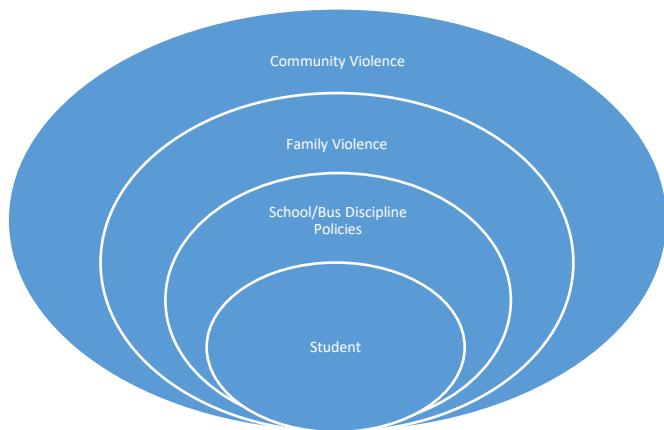 Community Violence
Family Violence
School/Bus Discipline
Policies
Student